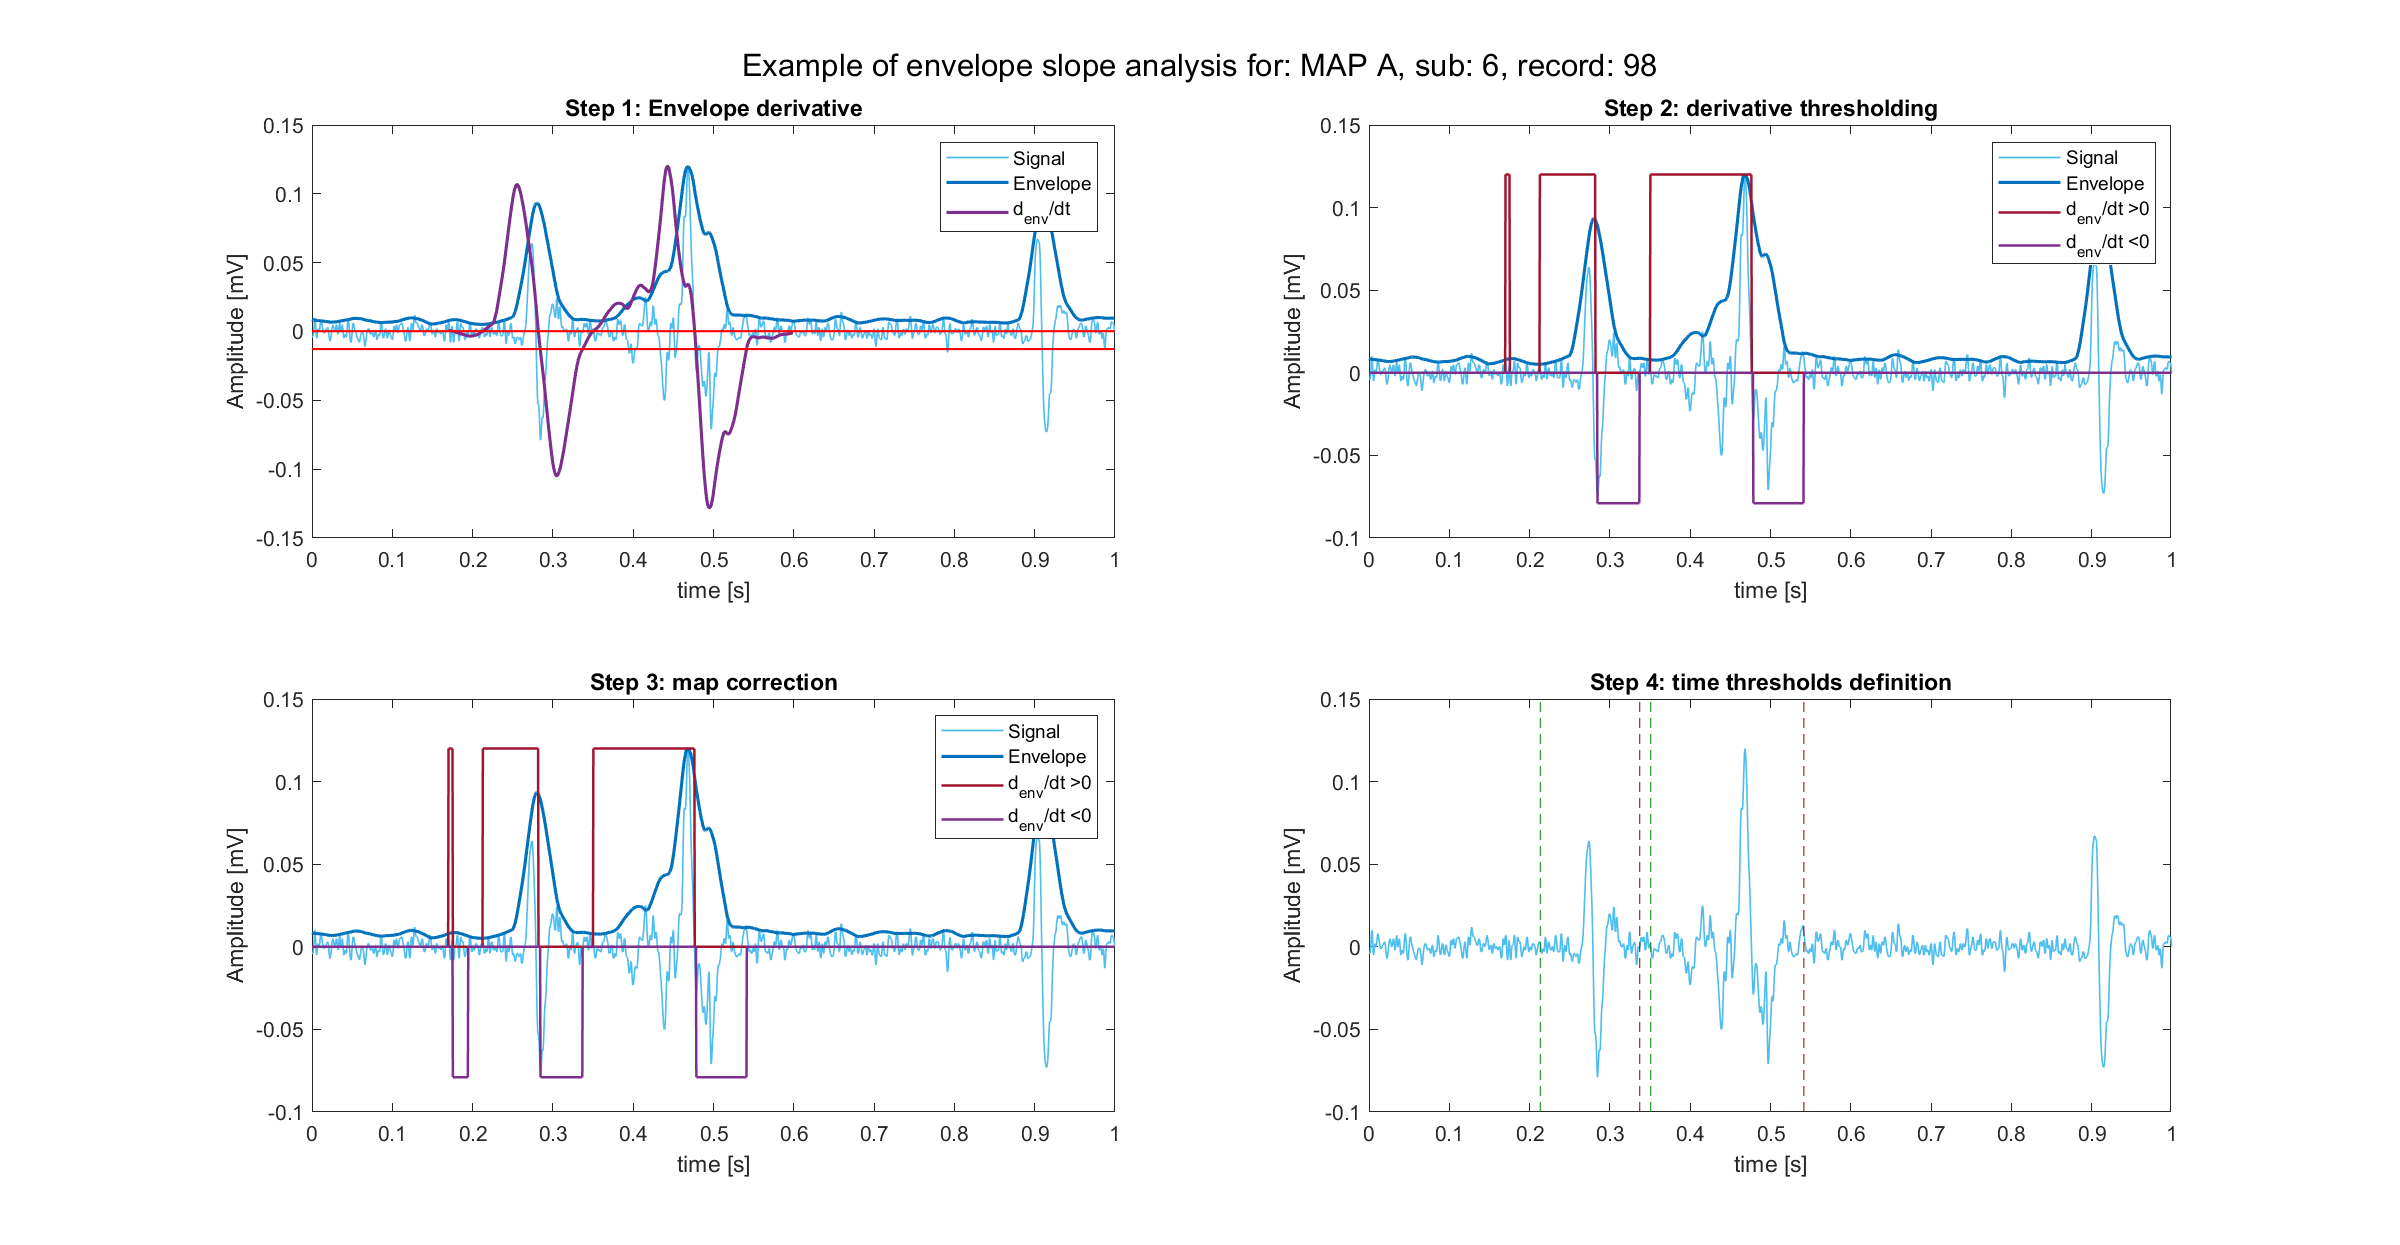 Example of envelope slope analysis for: MAP A, sub: 6, record: 98
Step 1: Envelope derivative
0.15
0.1
0.05
0
-0.05
-0.1
-0.15
Amplitude [mV]
0 0.1 0.2 0.3 0.4 0.5 0.6 0.7 0.8 0.9 1
time [s]
Signal
Envelope
d_env/dt
Step 2: derivative thresholding
0.15
0.1
0.05
0
-0.05
-0.1
Amplitude [mV]
0 0.1 0.2 0.3 0.4 0.5 0.6 0.7 0.8 0.9 1
time [s]
Signal
Envelope
d_env/dt >0
d_env/dt <0
Step 3: map correction
0.15
0.1
0.05
0
-0.05
-0.1
Amplitude [mV]
0 0.1 0.2 0.3 0.4 0.5 0.6 0.7 0.8 0.9 1
time [s]
Signal
Envelope
d_env/dt >0
d_env/dt <0
Step 4: time thresholds definition
0.15
0.1
0.05
0
-0.05
-0.1
Amplitude [mV]
0 0.1 0.2 0.3 0.4 0.5 0.6 0.7 0.8 0.9 1
time [s]